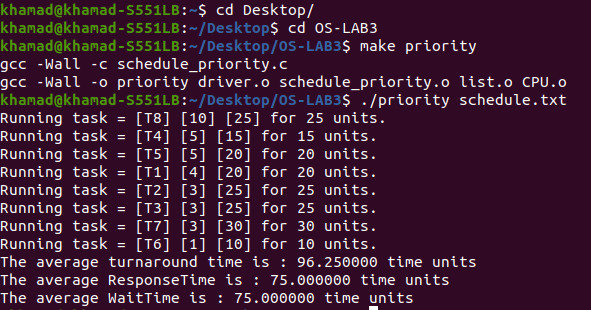 khamad@khamad-S551LB:~$ cd Desktop/
khamad@khamad-S551LB:~/Desktop$ cd OS-LAB3
khamad@khamad-S551LB:~/Desktop/OS-LAB3$ make priority
gcc -Wall -c schedule_priority.c
gcc -Wall -o priority driver.o schedule_priority.o list.o CPU.o
khamad@khamad-S551LB:~/Desktop/OS-LAB3$ ./priority schedule.txt
Running task = [T8] [10] [25] for 25 units.
Running task = [T4] [5] [15] for 15 units.
Running task = [T5] [5] [20] for 20 units.
Running task = [T1] [4] [20] for 20 units.
Running task = [T2] [3] [25] for 25 units.
Running task = [T3] [3] [25] for 25 units.
Running task = [T7] [3] [30] for 30 units.
Running task = [T6] [1] [10] for 10 units.
The average turnaround time is : 96.250000 time units
The average ResponseTime is : 75.000000 time units
The average WaitTime is : 75.000000 time units